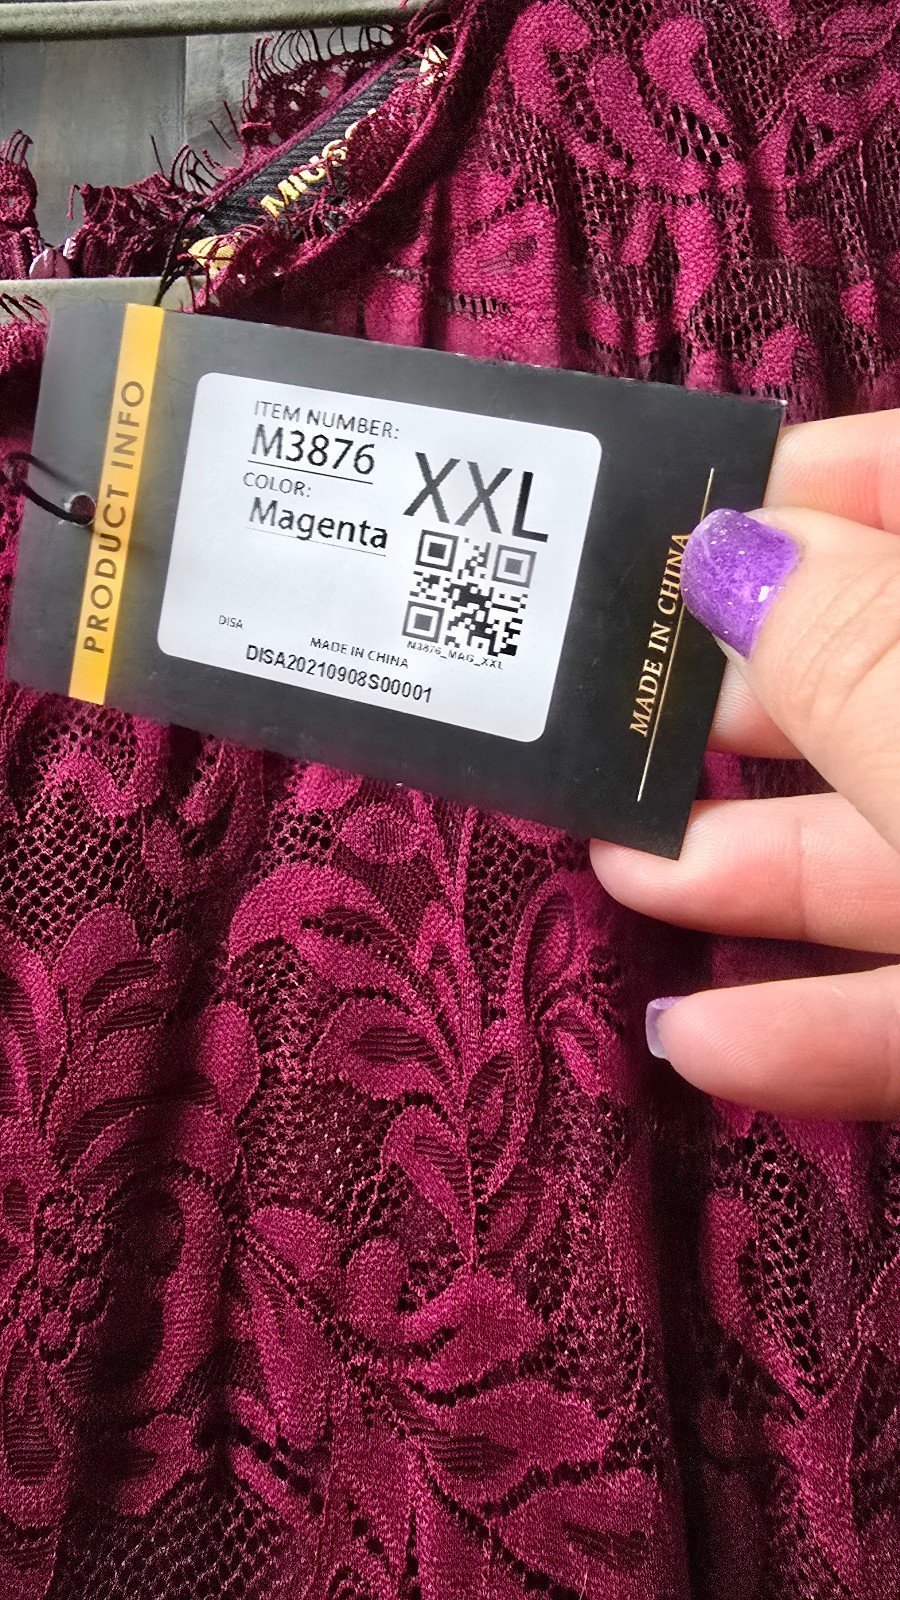 PRODUCT INFO
ITEM NUMBER:
M3876
XXL
COLOR:
Magenta
DISA
MADE IN CHINA
M3876_MAG_XXL
DISA20210908S00001
MADE IN CHINA